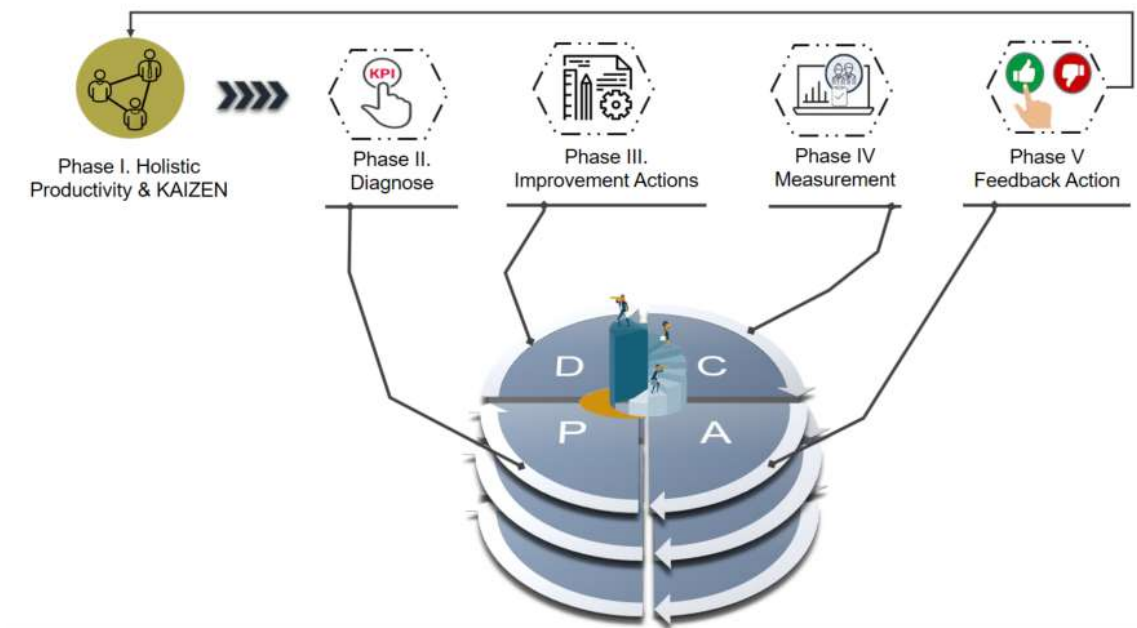 KPI
Phase I. Holistic
Productivity & KAIZEN
Phase II.
Diagnose
Phase III.
Improvement Actions
Phase IV
Measurement
Phase V
Feedback Action
D
C
P
A